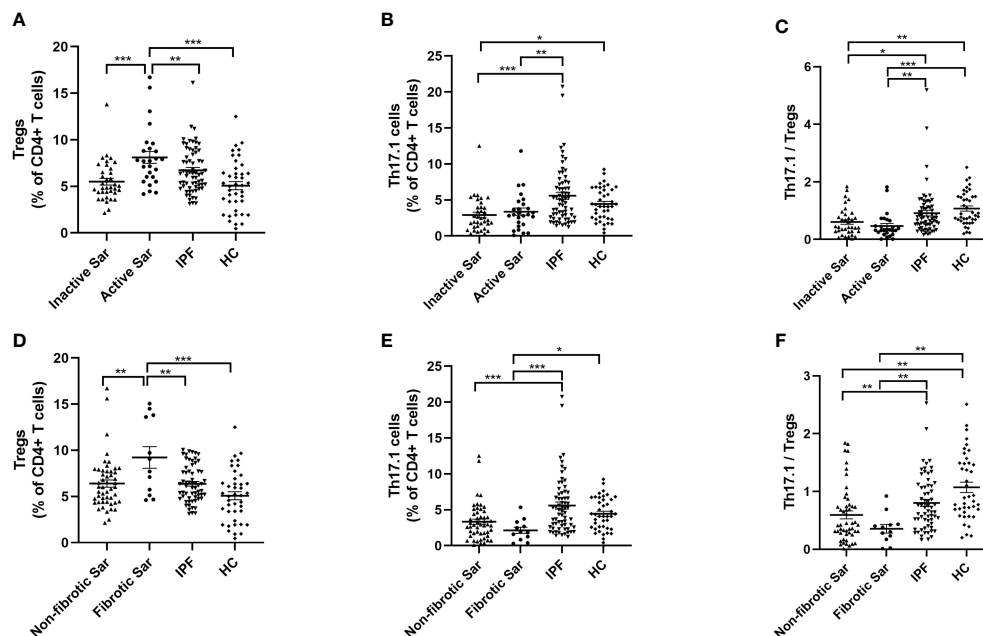 A
Tregs
(% of CD4+ T cells)
20
15
10
5
0
***
***
**
Inactive Sar
Active Sar
IPF
HC
B
Th17.1 cells
(% of CD4+ T cells)
25
20
15
10
5
0
*
**
***
Inactive Sar
Active Sar
IPF
HC
C
Th17.1 / Tregs
6
4
2
0
**
*
***
**
Inactive Sar
Active Sar
IPF
HC
D
Tregs
(% of CD4+ T cells)
20
15
10
5
0
***
**
**
Non-fibrotic Sar
Fibrotic Sar
IPF
HC
E
Th17.1 cells
(% of CD4+ T cells)
25
20
15
10
5
0
*
***
***
Non-fibrotic Sar
Fibrotic Sar
IPF
HC
F
Th17.1 / Tregs
3
2
1
0
**
**
**
**
Non-fibrotic Sar
Fibrotic Sar
IPF
HC